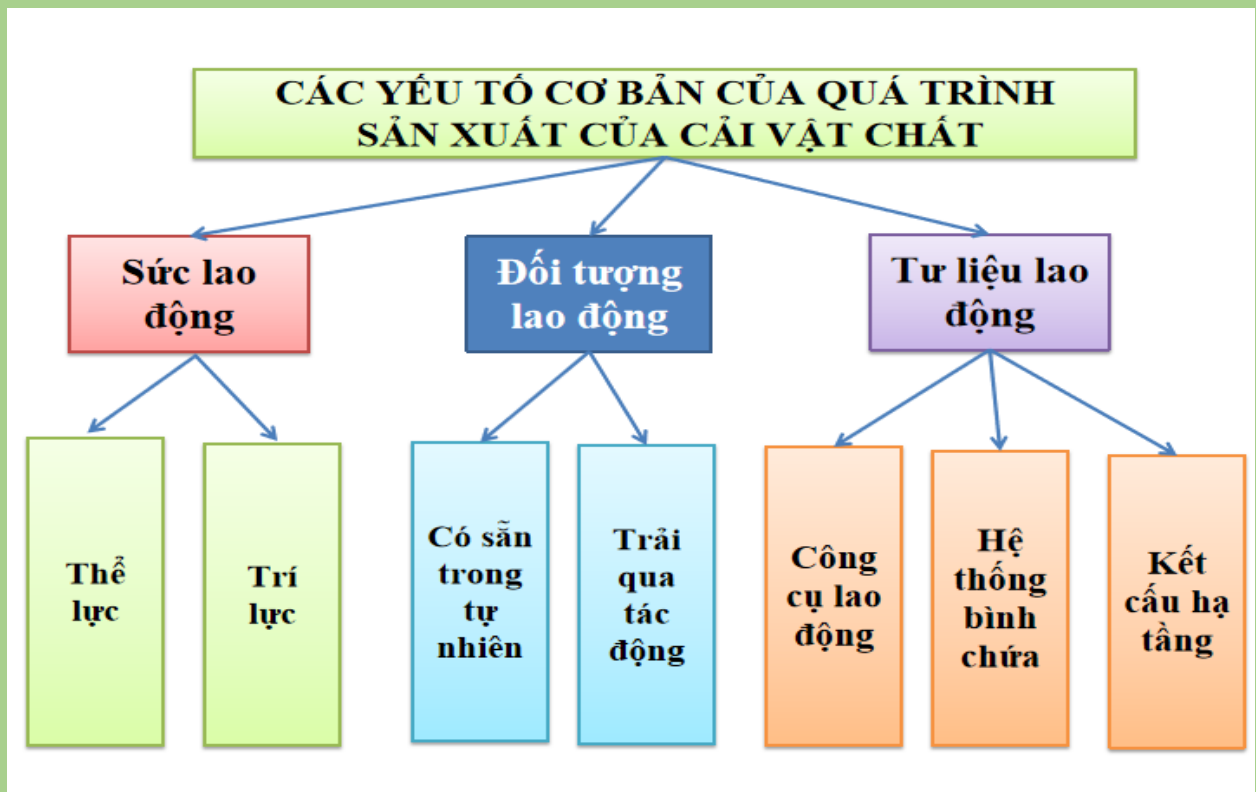 CÁC YẾU TỐ CƠ BẢN CỦA QUÁ TRÌNH
SẢN XUẤT CỦA CẢI VẬT CHẤT
Sức lao
động
Đối tượng
lao động
Tư liệu lao
động
Thể
lực
Trí
lực
Có sẵn
trong
tự
nhiên
Trải
qua
tác
động
Công
cụ lao
động
Hệ
thống
bình
chứa
Kết
cấu hạ
tầng